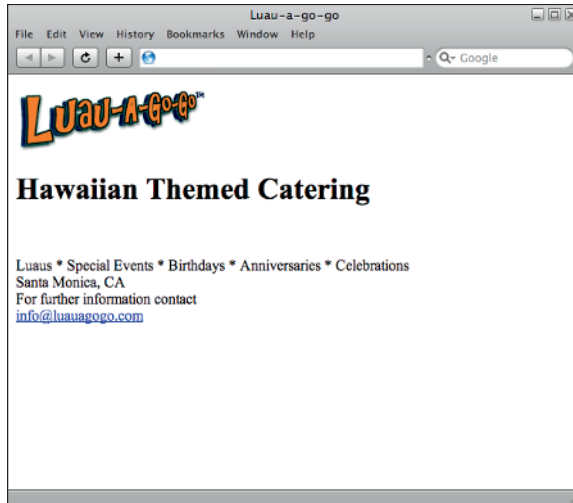 Luau-a-go-go
File Edit View History Bookmarks Window Help
Google
LUAU-A-GO-GO™
Hawaiian Themed Catering
Luaus * Special Events * Birthdays * Anniversaries * Celebrations
Santa Monica, CA
For further information contact
info@luauagogo.com